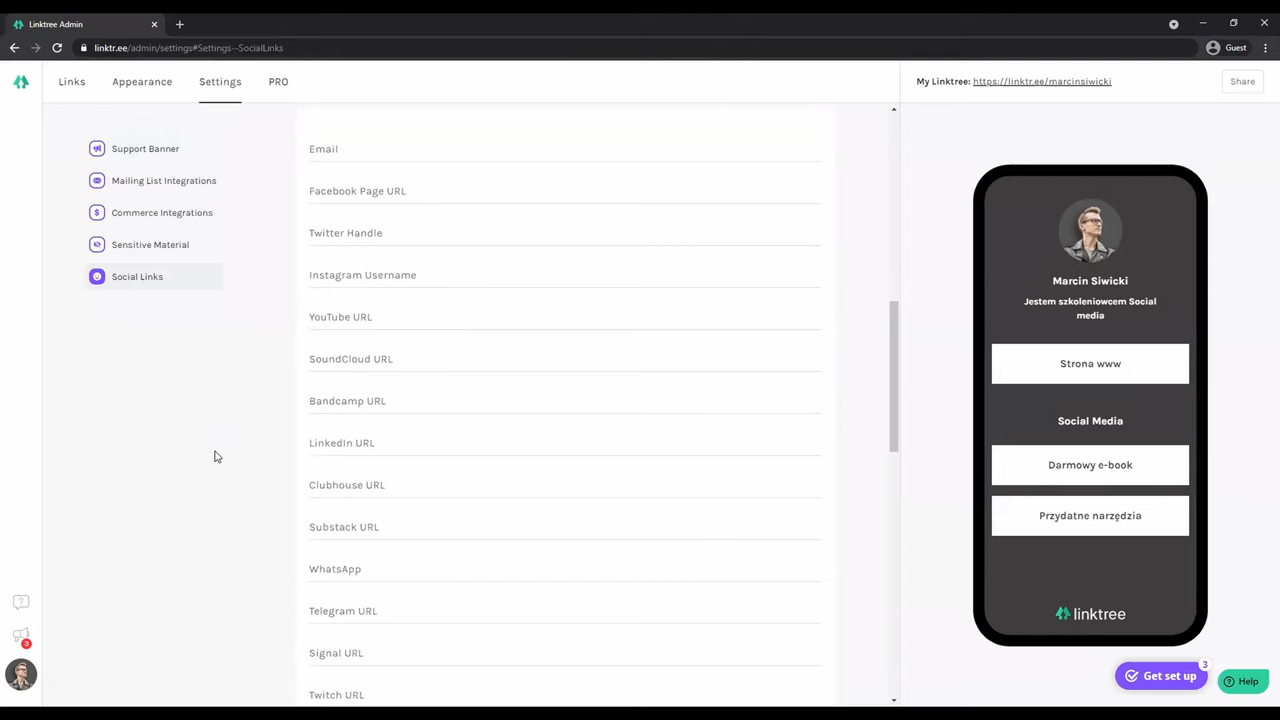 Linktree Admin
linktr.ee/admin/settings#Settings--SocialLinks
Guest
Links
Appearance
Settings
PRO
My Linktree: https://linktr.ee/marcinsiwicki
Share
Support Banner
Mailing List Integrations
Commerce Integrations
Sensitive Material
Social Links
Email
Facebook Page URL
Twitter Handle
Instagram Username
YouTube URL
SoundCloud URL
Bandcamp URL
LinkedIn URL
Clubhouse URL
Substack URL
WhatsApp
Telegram URL
Signal URL
Twitch URL
Marcin Siwicki
Jestem szkoleniowcem Social
media
Strona www
Social Media
Darmowy e-book
Przydatne narzędzia
linktree
3
Get set up
3
Help